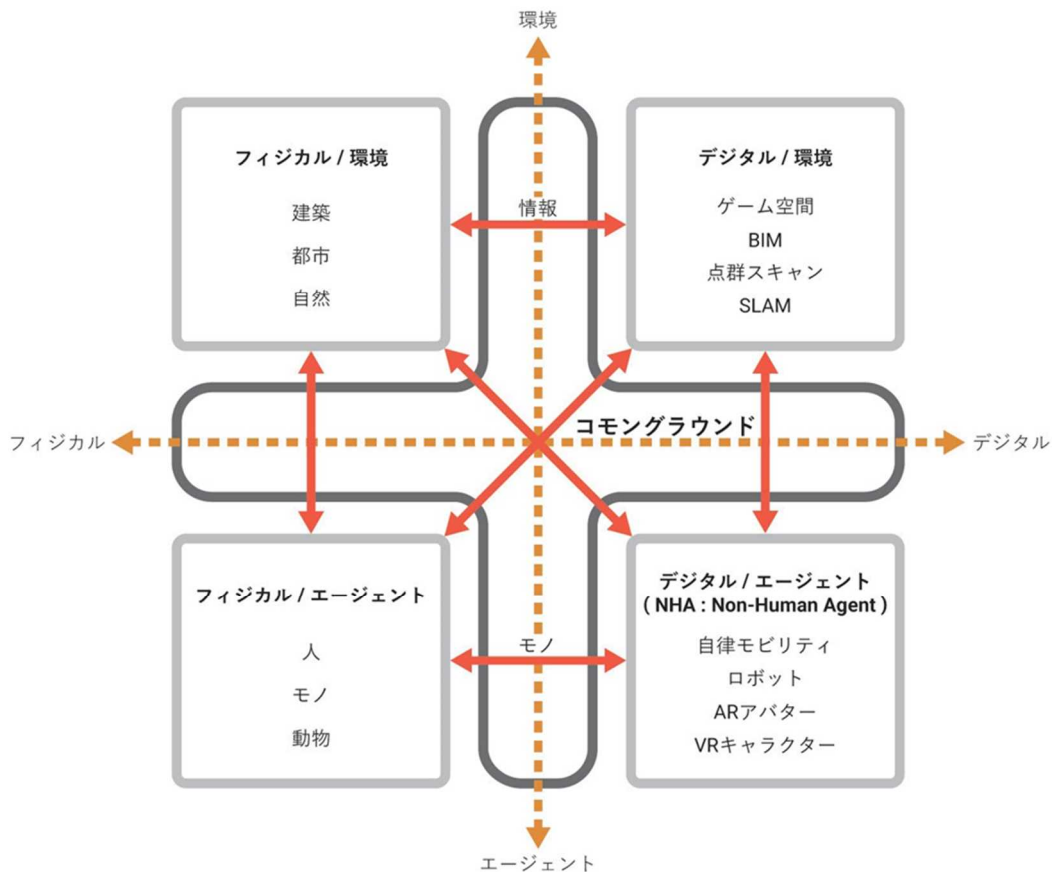 環境
フィジカル / 環境
建築
都市
自然
情報
デジタル / 環境
ゲーム空間
BIM
点群スキャン
SLAM
フィジカル
コモングラウンド
デジタル
フィジカル / エージェント
人
モノ
動物
モノ
デジタル / エージェント
( NHA : Non-Human Agent )
自律モビリティ
ロボット
ARアバター
VRキャラクター
エージェント